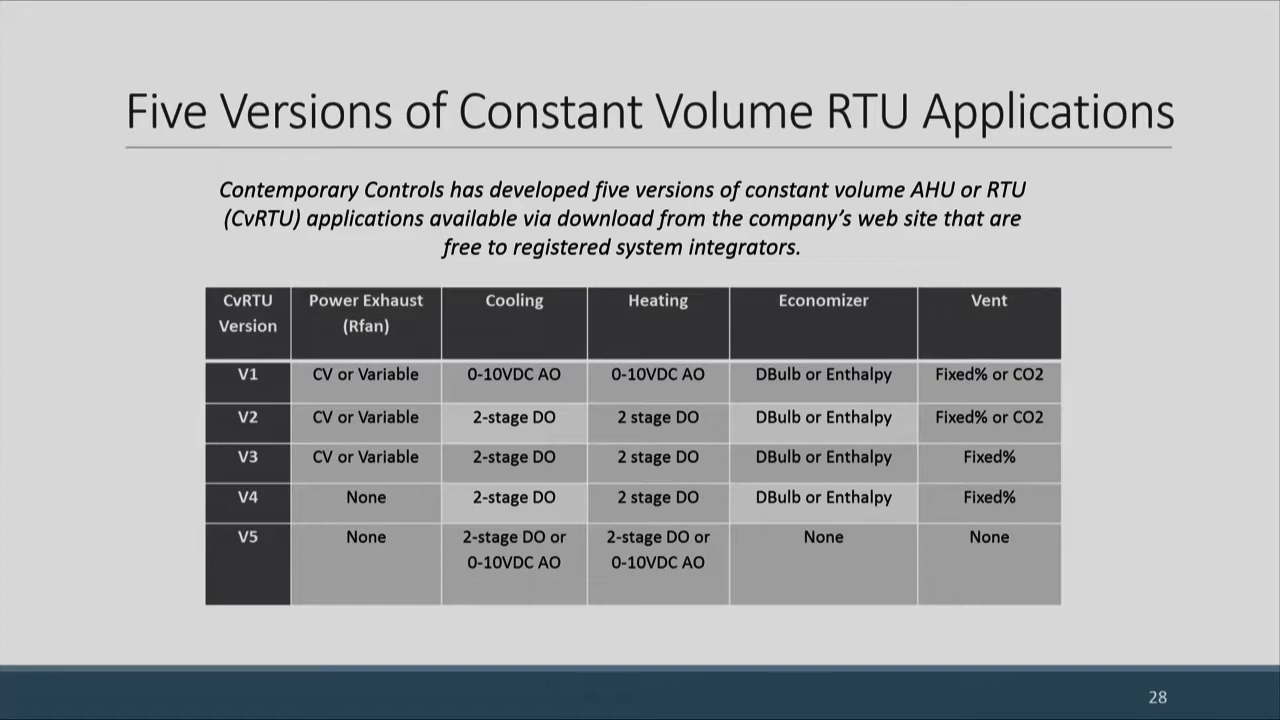 Five Versions of Constant Volume RTU Applications
Contemporary Controls has developed five versions of constant volume AHU or RTU
(CvRTU) applications available via download from the company's web site that are
free to registered system integrators.
CvRTU Version | Power Exhaust (Rfan) | Cooling | Heating | Economizer | Vent
V1 | CV or Variable | 0-10VDC AO | 0-10VDC AO | DBulb or Enthalpy | Fixed% or CO2
V2 | CV or Variable | 2-stage DO | 2 stage DO | DBulb or Enthalpy | Fixed% or CO2
V3 | CV or Variable | 2-stage DO | 2 stage DO | DBulb or Enthalpy | Fixed%
V4 | None | 2-stage DO | 2 stage DO | DBulb or Enthalpy | Fixed%
V5 | None | 2-stage DO or 0-10VDC AO | 2-stage DO or 0-10VDC AO | None | None
28